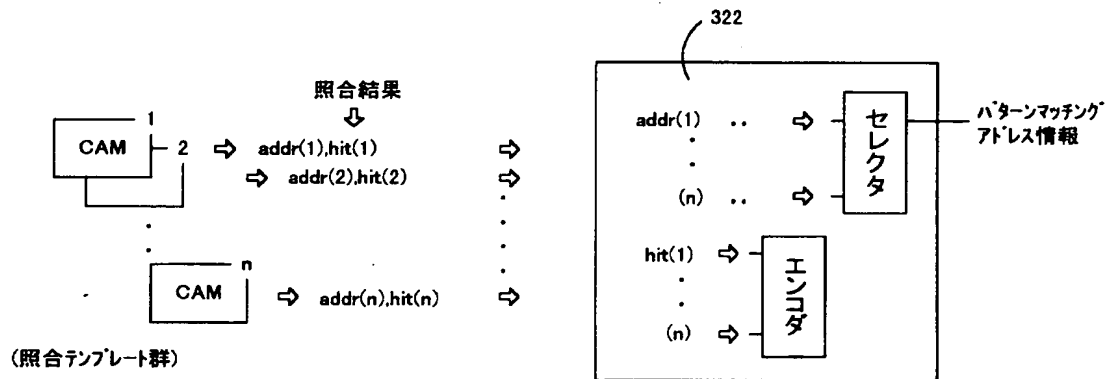 322
照合結果
1
CAM
2
addr(1),hit(1)
addr(2),hit(2)
n
CAM
addr(n),hit(n)
(照合テンプレート群)
addr(1) ..
(n) ..
セレクタ
パターンマッチング
アドレス情報
hit(1)
(n)
エンコダ